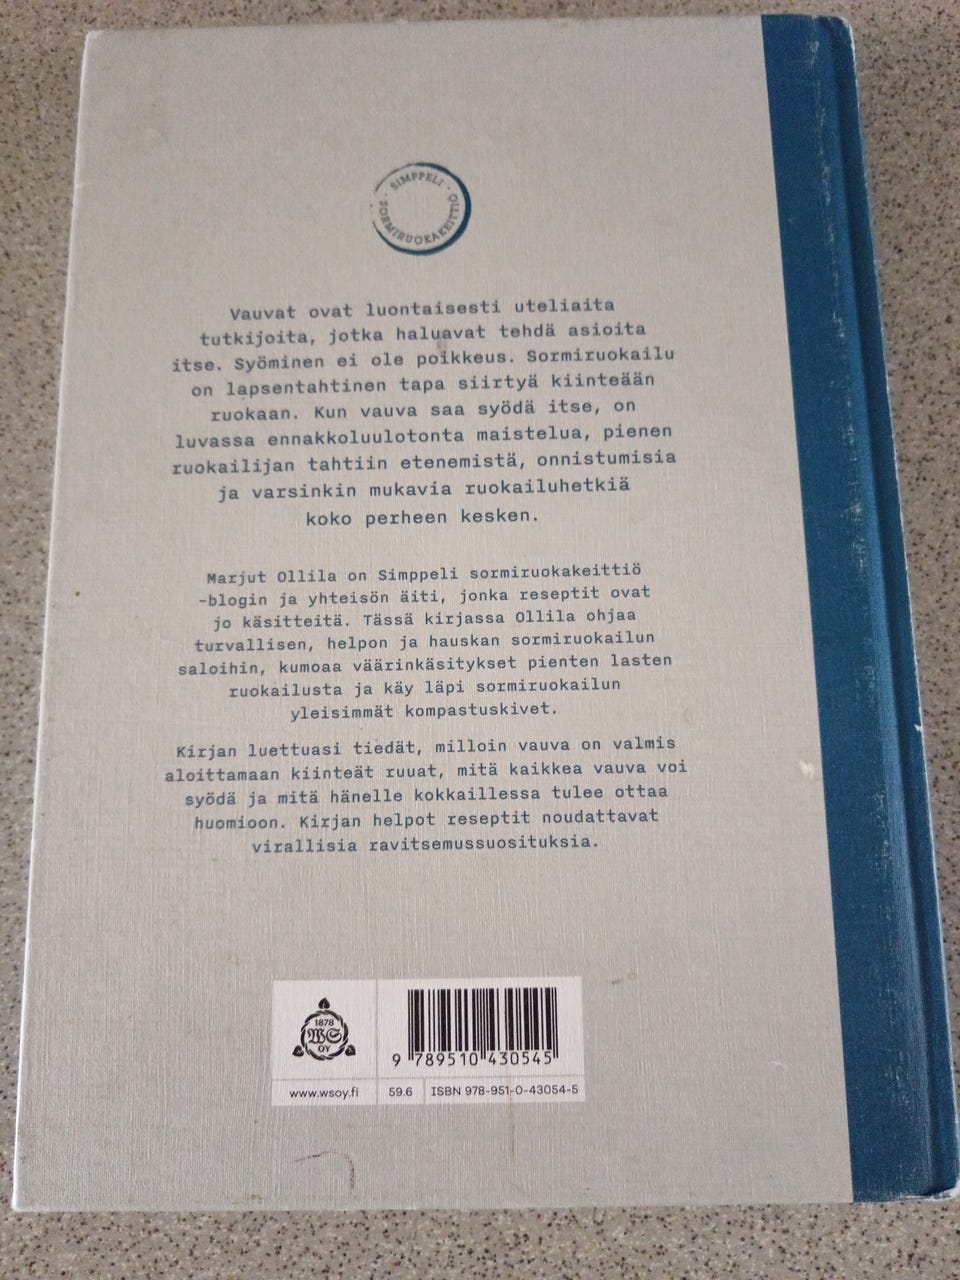 SIMPPELI
SORMIRUOKAKEITTIÖ
Vauvat ovat luontaisesti uteliaita
tutkijoita, jotka haluavat tehdä asioita
itse. Syöminen ei ole poikkeus. Sormiruokailu
on lapsentahtinen tapa siirtyä kiinteään
ruokaan. Kun vauva saa syödä itse, on
luvassa ennakkoluulotonta maistelua, pienen
ruokailijan tahtiin etenemistä, onnistumisia
ja varsinkin mukavia ruokailuhetkiä
koko perheen kesken.
Marjut Ollila on Simppeli sormiruokakeittiö
-blogin ja yhteisön äiti, jonka reseptit ovat
jo käsitteitä. Tässä kirjassa Ollila ohjaa
turvallisen, helpon ja hauskan sormiruokailun
saloihin, kumoaa väärinkäsitykset pienten lasten
ruokailusta ja käy läpi sormiruokailun
yleisimmät kompastuskivet.
Kirjan luettuasi tiedät, milloin vauva on valmis
aloittamaan kiinteät ruuat, mitä kaikkea vauva voi
syödä ja mitä hänelle kokkaillessa tulee ottaa
huomioon. Kirjan helpot reseptit noudattavat
virallisia ravitsemussuosituksia.
1878
WS
OY
9 789510 430545
www.wsoy.fi 59.6 ISBN 978-951-0-43054-5